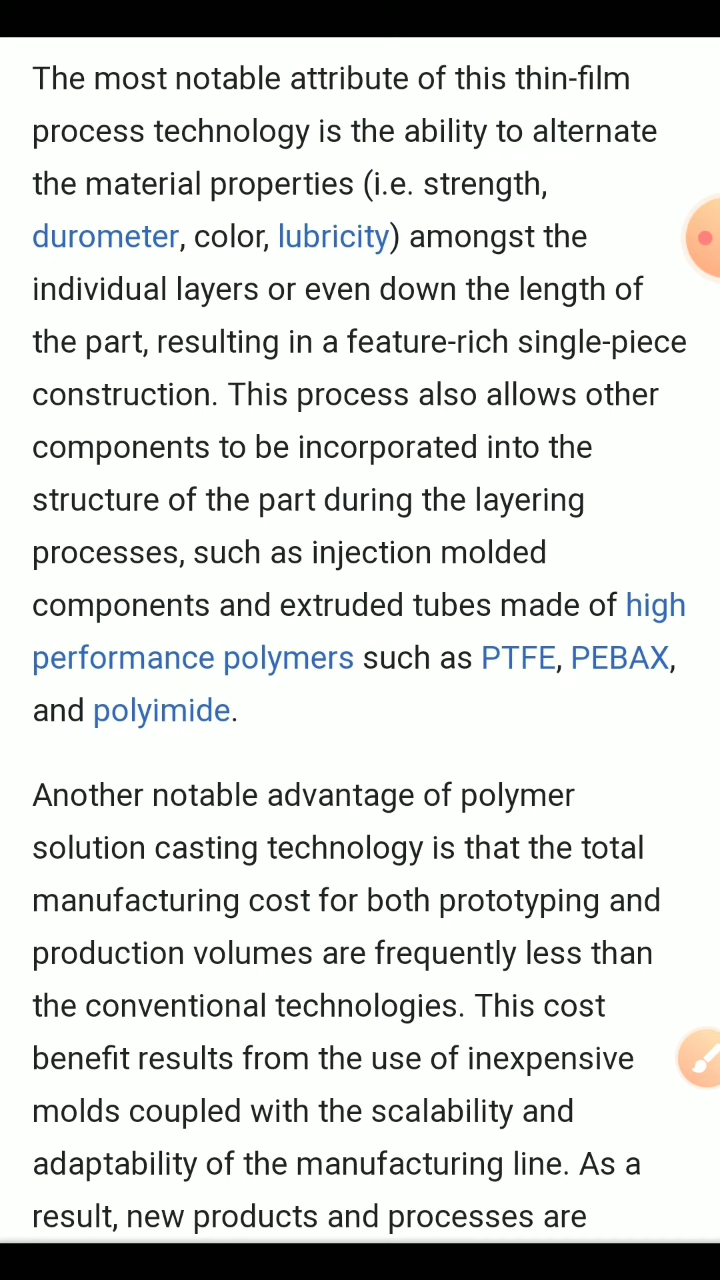 The most notable attribute of this thin-film
process technology is the ability to alternate
the material properties (i.e. strength,
durometer, color, lubricity) amongst the
individual layers or even down the length of
the part, resulting in a feature-rich single-piece
construction. This process also allows other
components to be incorporated into the
structure of the part during the layering
processes, such as injection molded
components and extruded tubes made of high
performance polymers such as PTFE, PEBAX,
and polyimide.
Another notable advantage of polymer
solution casting technology is that the total
manufacturing cost for both prototyping and
production volumes are frequently less than
the conventional technologies. This cost
benefit results from the use of inexpensive
molds coupled with the scalability and
adaptability of the manufacturing line. As a
result, new products and processes are